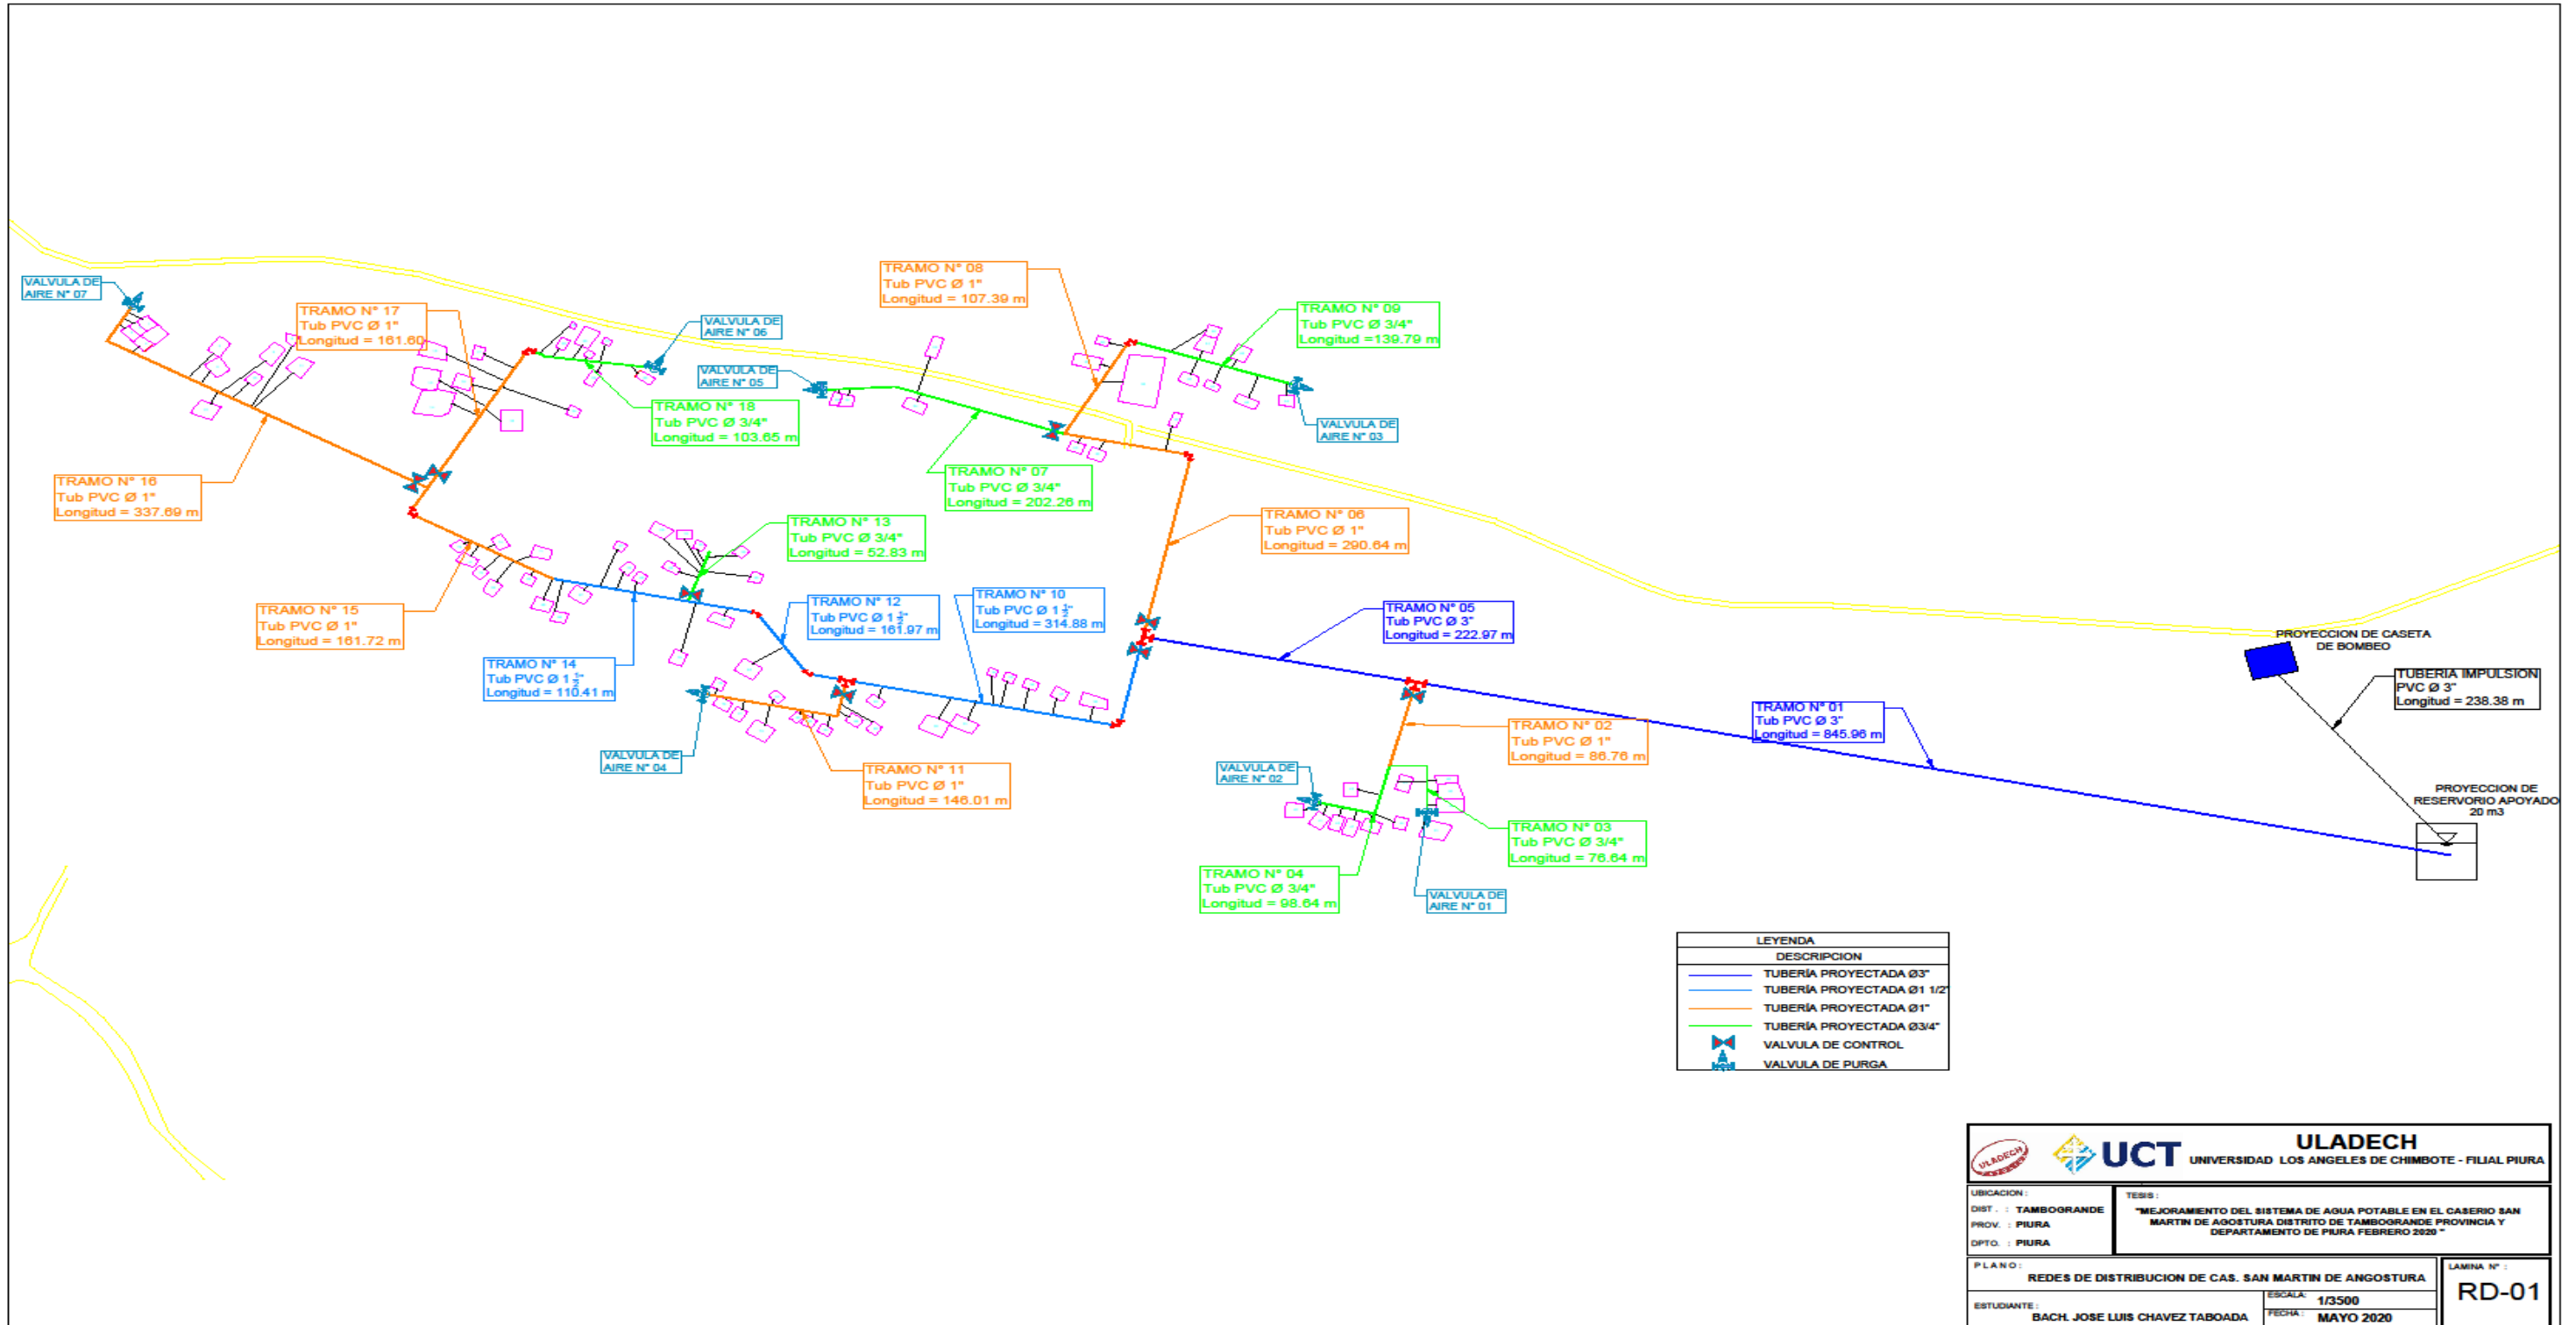 VALVULA DE
AIRE N° 07
TRAMO N° 17
Tub PVC Ø 1"
Longitud = 161.60
VALVULA DE
AIRE N° 06
VALVULA DE
AIRE N° 05
TRAMO N° 08
Tub PVC Ø 1"
Longitud = 107.39 m
TRAMO N° 09
Tub PVC Ø 3/4"
Longitud =139.79 m
VALVULA DE
AIRE N° 03
TRAMO N° 18
Tub PVC Ø 3/4"
Longitud = 103.65 m
TRAMO N° 16
Tub PVC Ø 1"
Longitud = 337.69 m
TRAMO N° 07
Tub PVC Ø 3/4"
Longitud = 202.26 m
TRAMO N° 13
Tub PVC Ø 3/4"
Longitud = 52.83 m
TRAMO N° 06
Tub PVC Ø 1"
Longitud = 290.64 m
TRAMO N° 15
Tub PVC Ø 1"
Longitud = 161.72 m
TRAMO N° 12
Tub PVC Ø 1 1/2"
Longitud = 161.97 m
TRAMO N° 10
Tub PVC Ø 1 1/2"
Longitud = 314.88 m
TRAMO N° 05
Tub PVC Ø 3"
Longitud = 222.97 m
TRAMO N° 14
Tub PVC Ø 1 1/2"
Longitud = 110.41 m
PROYECCION DE CASETA
DE BOMBEO
TUBERIA IMPULSION
PVC Ø 3"
Longitud = 238.38 m
TRAMO N° 01
Tub PVC Ø 3"
Longitud = 845.96 m
TRAMO N° 02
Tub PVC Ø 1"
Longitud = 86.76 m
VALVULA DE
AIRE N° 04
TRAMO N° 11
Tub PVC Ø 1"
Longitud = 146.01 m
VALVULA DE
AIRE N° 02
PROYECCION DE
RESERVORIO APOYADO
20 m3
TRAMO N° 03
Tub PVC Ø 3/4"
Longitud = 76.64 m
TRAMO N° 04
Tub PVC Ø 3/4"
Longitud = 98.64 m
VALVULA DE
AIRE N° 01
LEYENDA
DESCRIPCION
TUBERÍA PROYECTADA Ø3"
TUBERÍA PROYECTADA Ø1 1/2"
TUBERÍA PROYECTADA Ø1"
TUBERÍA PROYECTADA Ø3/4"
VALVULA DE CONTROL
VALVULA DE PURGA
ULADECH
UCT
ULADECH
UNIVERSIDAD LOS ANGELES DE CHIMBOTE - FILIAL PIURA
UBICACION :
DIST . : TAMBOGRANDE
PROV. : PIURA
DPTO. : PIURA
TESIS :
"MEJORAMIENTO DEL SISTEMA DE AGUA POTABLE EN EL CASERIO SAN
MARTIN DE AGOSTURA DISTRITO DE TAMBOGRANDE PROVINCIA Y
DEPARTAMENTO DE PIURA FEBRERO 2020 "
PLANO :
REDES DE DISTRIBUCION DE CAS. SAN MARTIN DE ANGOSTURA
LAMINA N° :
RD-01
ESTUDIANTE :
BACH. JOSE LUIS CHAVEZ TABOADA
ESCALA: 1/3500
FECHA : MAYO 2020